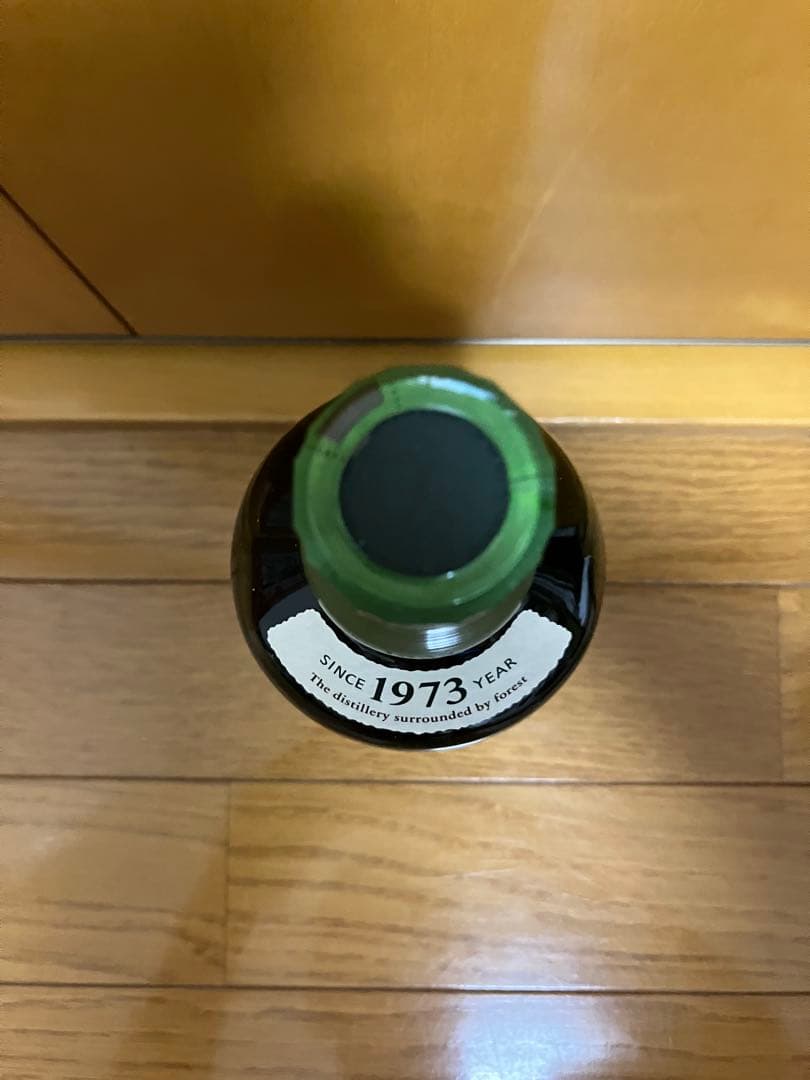 SINCE 1973 YEAR
The distillery surrounded by forest